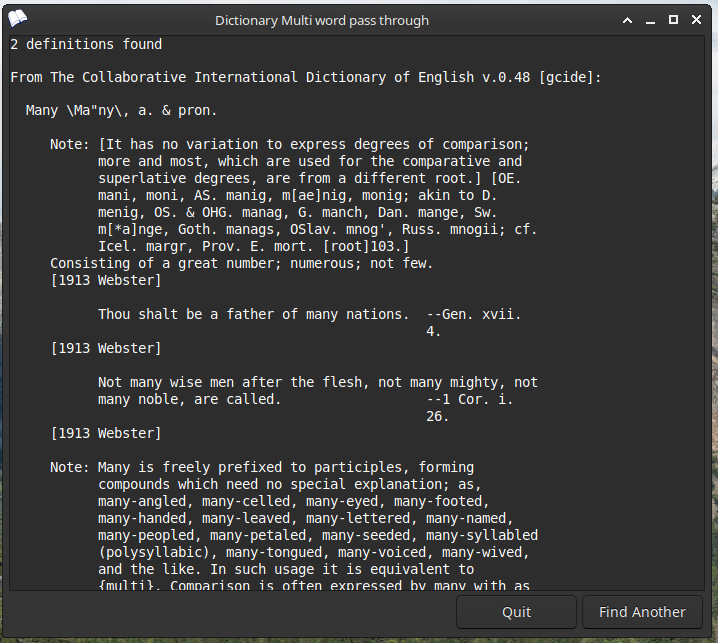 Dictionary Multi word pass through
2 definitions found
From The Collaborative International Dictionary of English v.0.48 [gcide]:
Many \Ma"ny\, a. & pron.
Note: [It has no variation to express degrees of comparison;
more and most, which are used for the comparative and
superlative degrees, are from a different root.] [OE.
mani, moni, AS. manig, m[ae]nig, monig; akin to D.
menig, OS. & OHG. manag, G. manch, Dan. mange, Sw.
m[*a]nge, Goth. manags, OSlav. mnog', Russ. mnogii; cf.
Icel. margr, Prov. E. mort. [root]103.]
Consisting of a great number; numerous; not few.
[1913 Webster]
Thou shalt be a father of many nations. --Gen. xvii.
4.
[1913 Webster]
Not many wise men after the flesh, not many mighty, not
many noble, are called. --1 Cor. i.
26.
[1913 Webster]
Note: Many is freely prefixed to participles, forming
compounds which need no special explanation; as,
many-angled, many-celled, many-eyed, many-footed,
many-handed, many-leaved, many-lettered, many-named,
many-peopled, many-petaled, many-seeded, many-syllabled
(polysyllabic), many-tongued, many-voiced, many-wived,
and the like. In such usage it is equivalent to
{multi}. Comparison is often expressed by many with as
Quit
Find Another